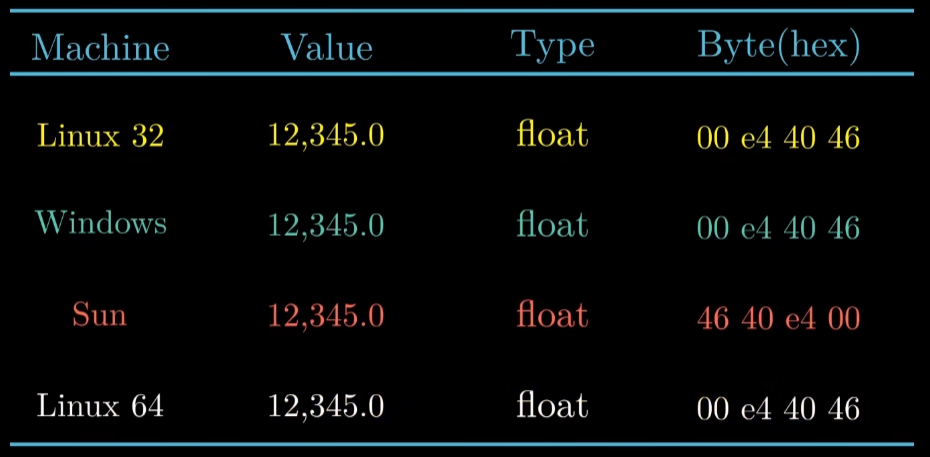 Machine Value Type Byte(hex)
Linux 32 12,345.0 float 00 e4 40 46
Windows 12,345.0 float 00 e4 40 46
Sun 12,345.0 float 46 40 e4 00
Linux 64 12,345.0 float 00 e4 40 46